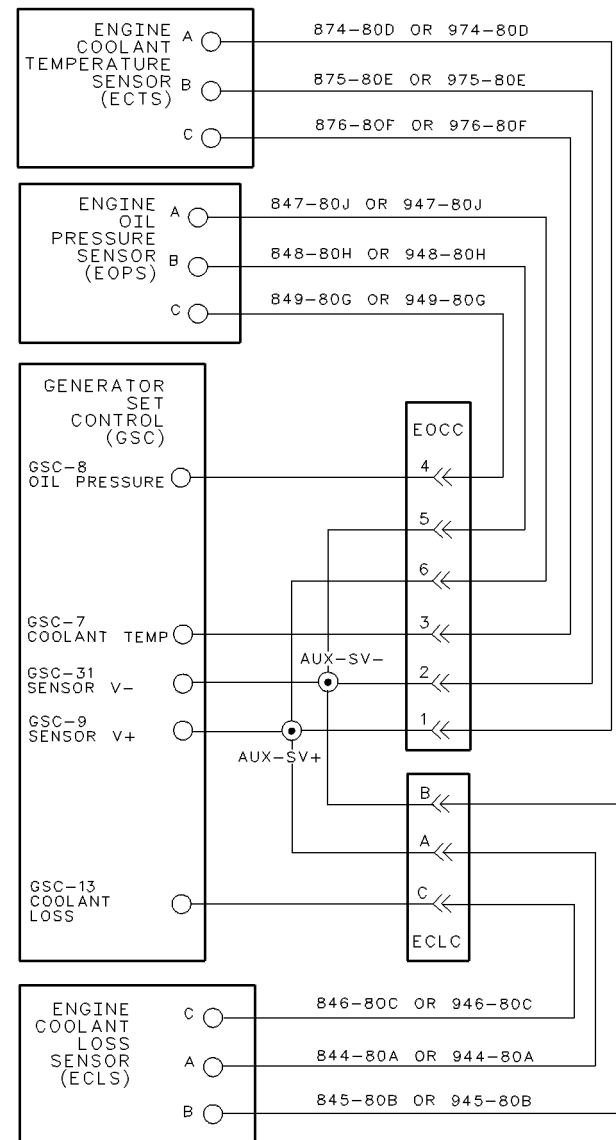 ENGINE
COOLANT
TEMPERATURE
SENSOR
(ECTS)
A
B
C
874-80D OR 974-80D
875-80E OR 975-80E
876-80F OR 976-80F
ENGINE
OIL
PRESSURE
SENSOR
(EOPS)
A
B
C
847-80J OR 947-80J
848-80H OR 948-80H
849-80G OR 949-80G
GENERATOR
SET
CONTROL
(GSC)
GSC-8
OIL PRESSURE
GSC-7
COOLANT TEMP
GSC-31
SENSOR V-
GSC-9
SENSOR V+
GSC-13
COOLANT
LOSS
AUX-SV-
AUX-SV+
EOCC
4
5
6
3
2
1
B
A
C
ECLC
ENGINE
COOLANT
LOSS
SENSOR
(ECLS)
C
A
B
846-80C OR 946-80C
844-80A OR 944-80A
845-80B OR 945-80B